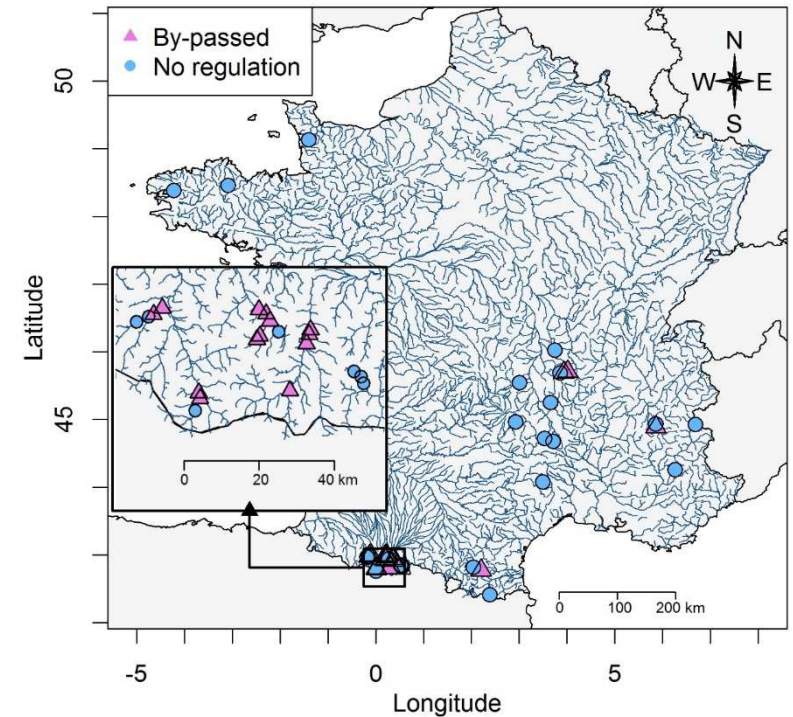 By-passed
No regulation
N
W E
S
50
45
Latitude
0 20 40 km
0 100 200 km
-5 0 5
Longitude